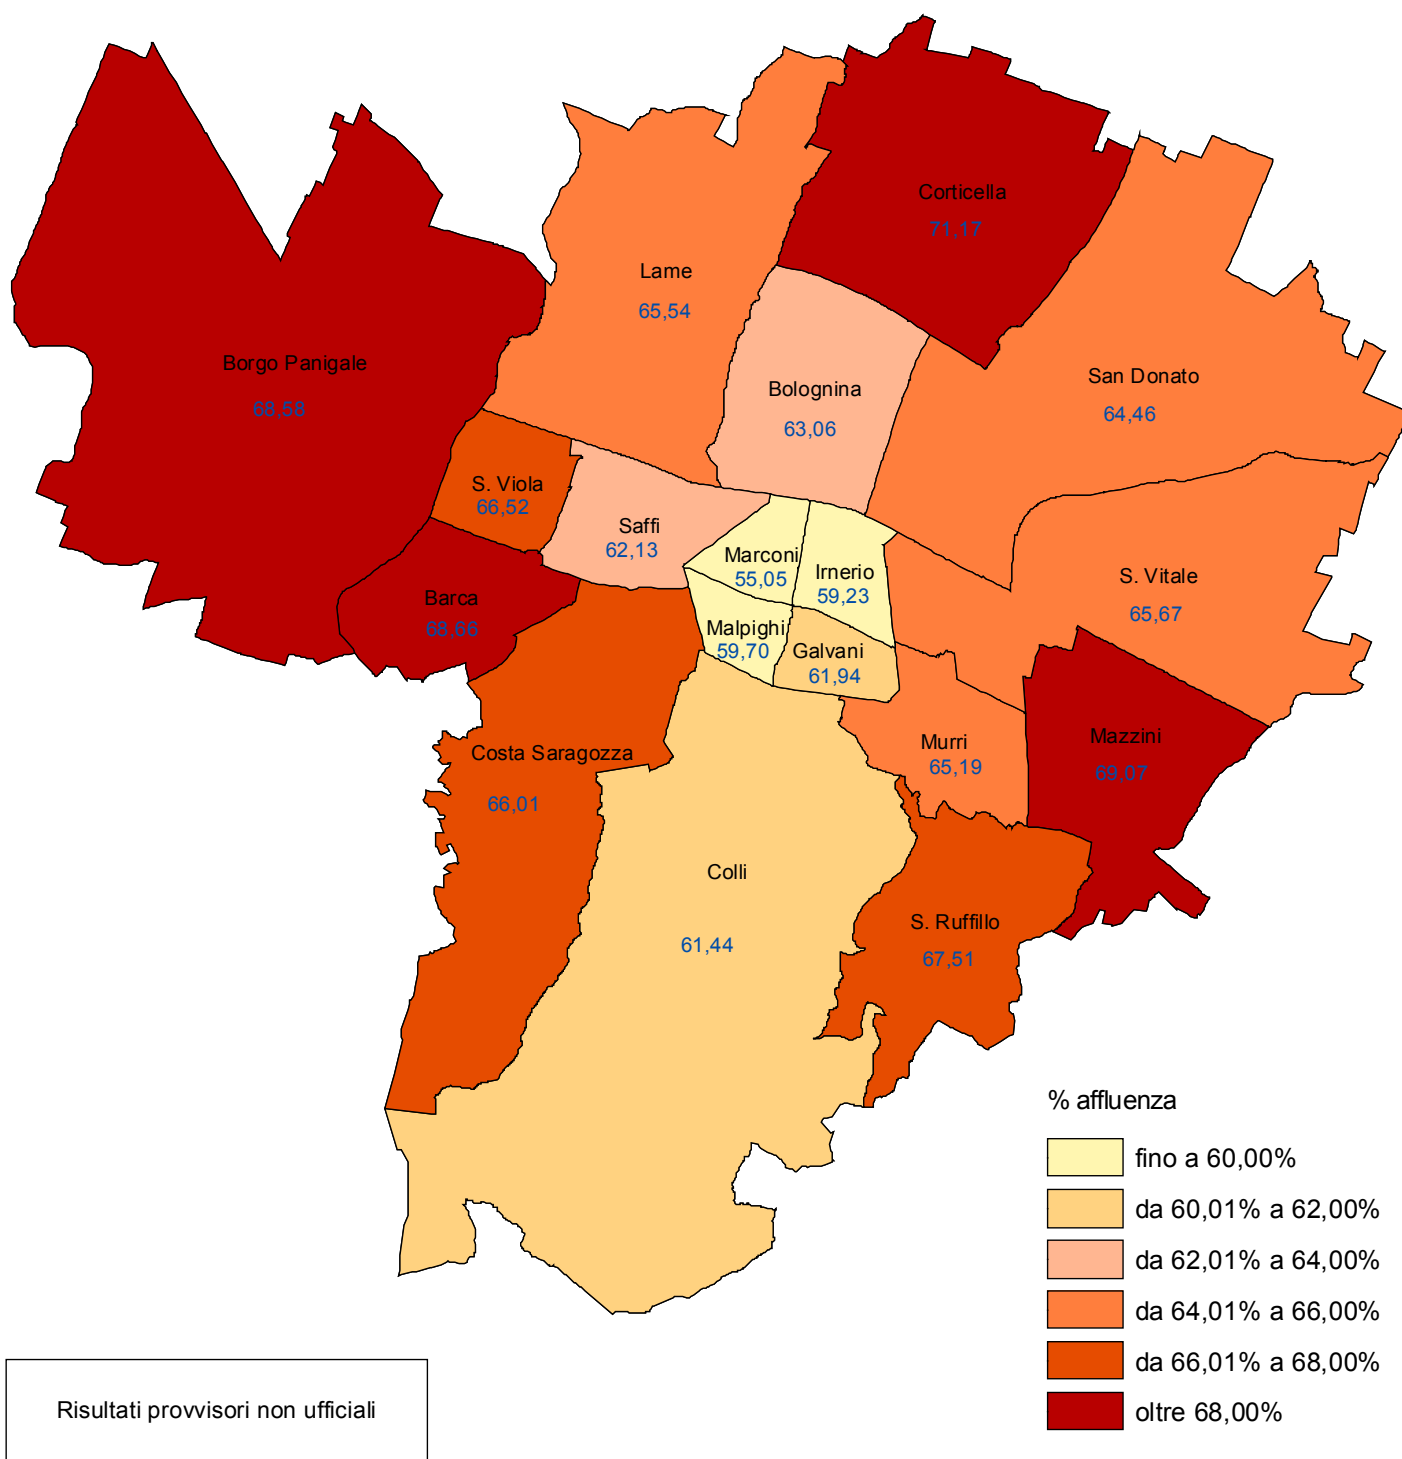 Corticella
71,17
Lame
65,54
Borgo Panigale
68,58
Bolognina
63,06
San Donato
64,46
S. Viola
66,52
Saffi
62,13
Marconi
55,05
Irnerio
59,23
S. Vitale
65,67
Barca
68,66
Malpighi
59,70
Galvani
61,94
Costa Saragozza
66,01
Murri
65,19
Mazzini
69,07
Colli
61,44
S. Ruffillo
67,51
% affluenza
fino a 60,00%
da 60,01% a 62,00%
da 62,01% a 64,00%
da 64,01% a 66,00%
da 66,01% a 68,00%
oltre 68,00%
Risultati provvisori non ufficiali